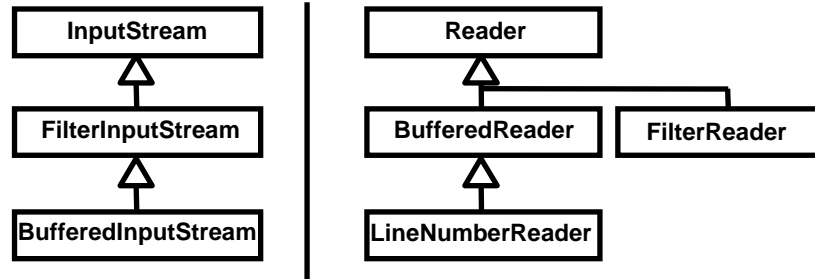 InputStream
FilterInputStream
BufferedInputStream
Reader
BufferedReader
FilterReader
LineNumberReader